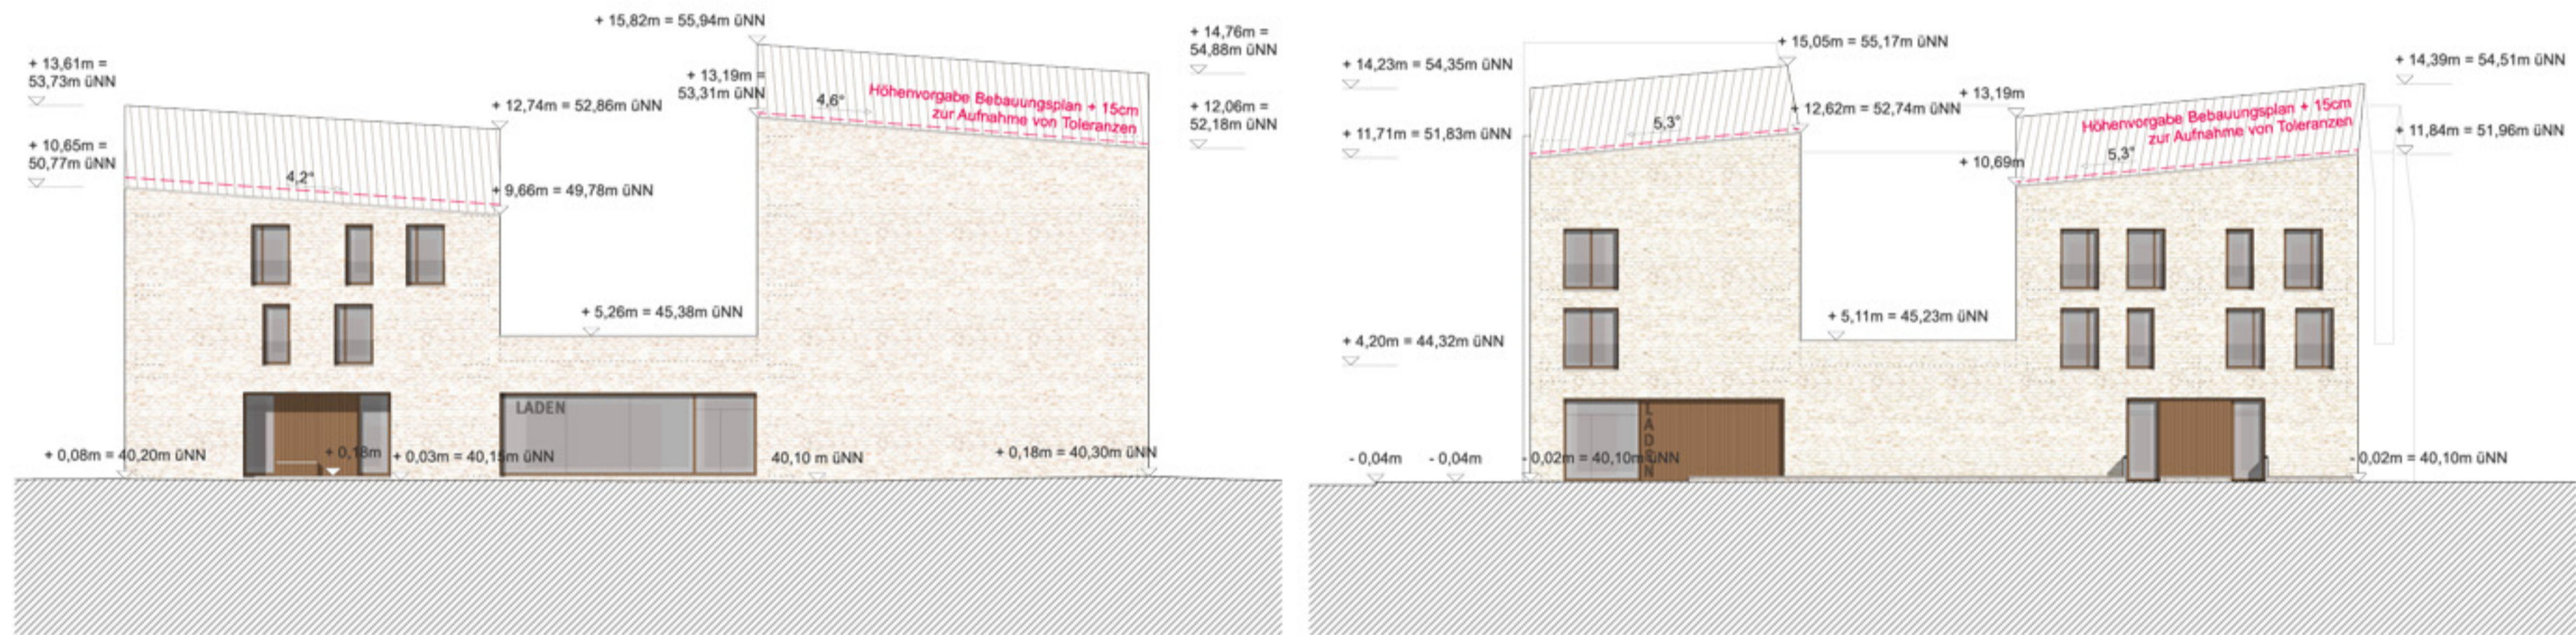 + 15,82m = 55,94m üNN
+ 13,61m =
53,73m üNN
+ 13,19m =
53,31m üNN
+ 14,76m =
54,88m üNN
+ 12,74m = 52,86m üNN
4,6°
Höhenvorgabe Bebauungsplan + 15cm
zur Aufnahme von Toleranzen
+ 12,06m =
52,18m üNN
+ 10,65m =
50,77m üNN
4,2°
+ 9,66m = 49,78m üNN
+ 5,26m = 45,38m üNN
LADEN
+ 0,08m = 40,20m üNN
+ 0,18m
+ 0,03m = 40,15m üNN
40,10 m üNN
+ 0,18m = 40,30m üNN
+ 15,05m = 55,17m üNN
+ 14,23m = 54,35m üNN
+ 14,39m = 54,51m üNN
+ 13,19m
+ 12,62m = 52,74m üNN
5,3°
Höhenvorgabe Bebauungsplan + 15cm
zur Aufnahme von Toleranzen
+ 11,71m = 51,83m üNN
+ 11,84m = 51,96m üNN
+ 10,69m
5,3°
+ 5,11m = 45,23m üNN
+ 4,20m = 44,32m üNN
LADEN
- 0,04m
- 0,04m
- 0,02m = 40,10m üNN
- 0,02m = 40,10m üNN